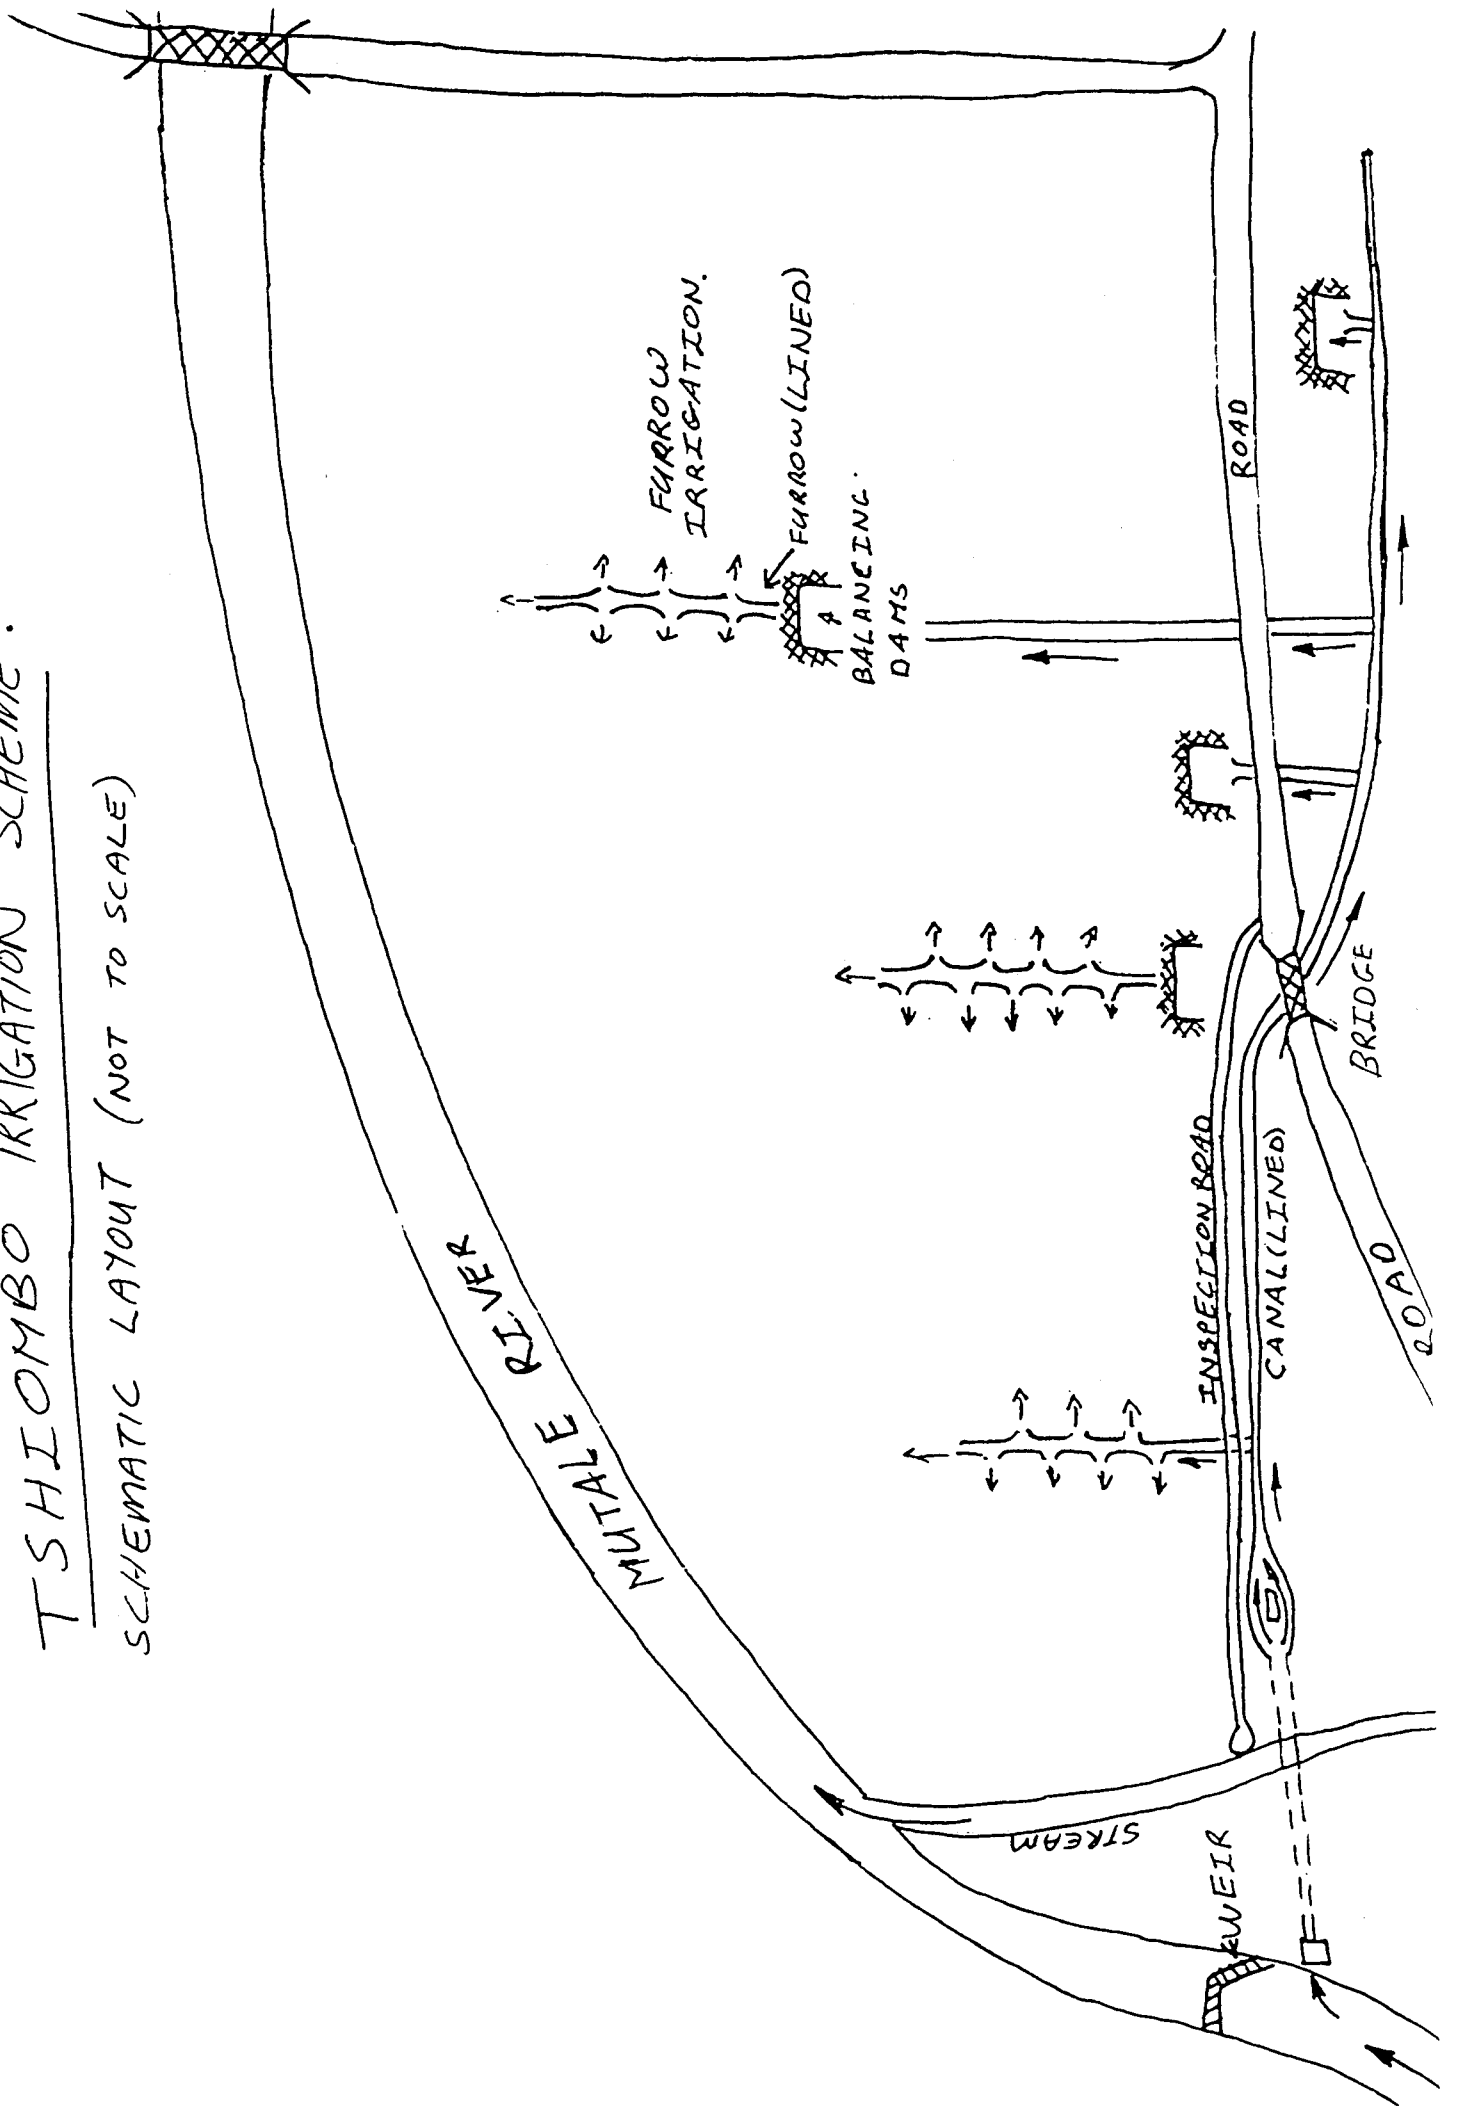 TSHIOMBO IRRIGATION SCHEME.
SCHEMATIC LAYOUT (NOT TO SCALE)
MUTALE RIVER
FURROW
IRRIGATION.
FURROW (LINED)
BALANCING.
DAMS
ROAD
INSPECTION ROAD
CANAL (LINED)
BRIDGE
ROAD
STREAM
WEIR